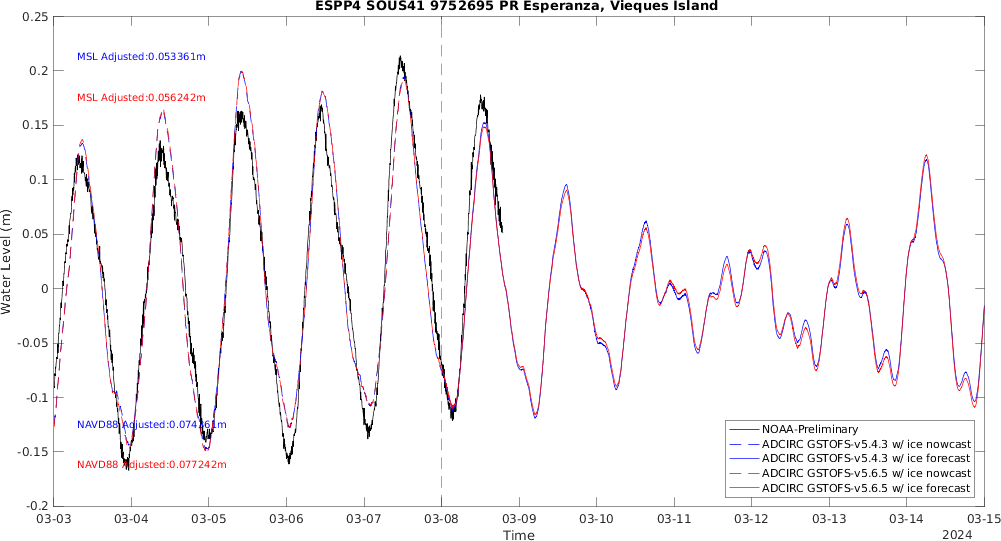 ESPP4 SOUS41 9752695 PR Esperanza, Vieques Island
0.25
0.2
0.15
0.1
0.05
0
-0.05
-0.1
-0.15
-0.2
Water Level (m)
MSL Adjusted:0.053361m
MSL Adjusted:0.056242m
NAVD88 Adjusted:0.074361m
NAVD88 Adjusted:0.077242m
NOAA-Preliminary
ADCIRC GSTOFS-v5.4.3 w/ ice nowcast
ADCIRC GSTOFS-v5.4.3 w/ ice forecast
ADCIRC GSTOFS-v5.6.5 w/ ice nowcast
ADCIRC GSTOFS-v5.6.5 w/ ice forecast
03-03 03-04 03-05 03-06 03-07 03-08 03-09 03-10 03-11 03-12 03-13 03-14 03-15
Time
2024